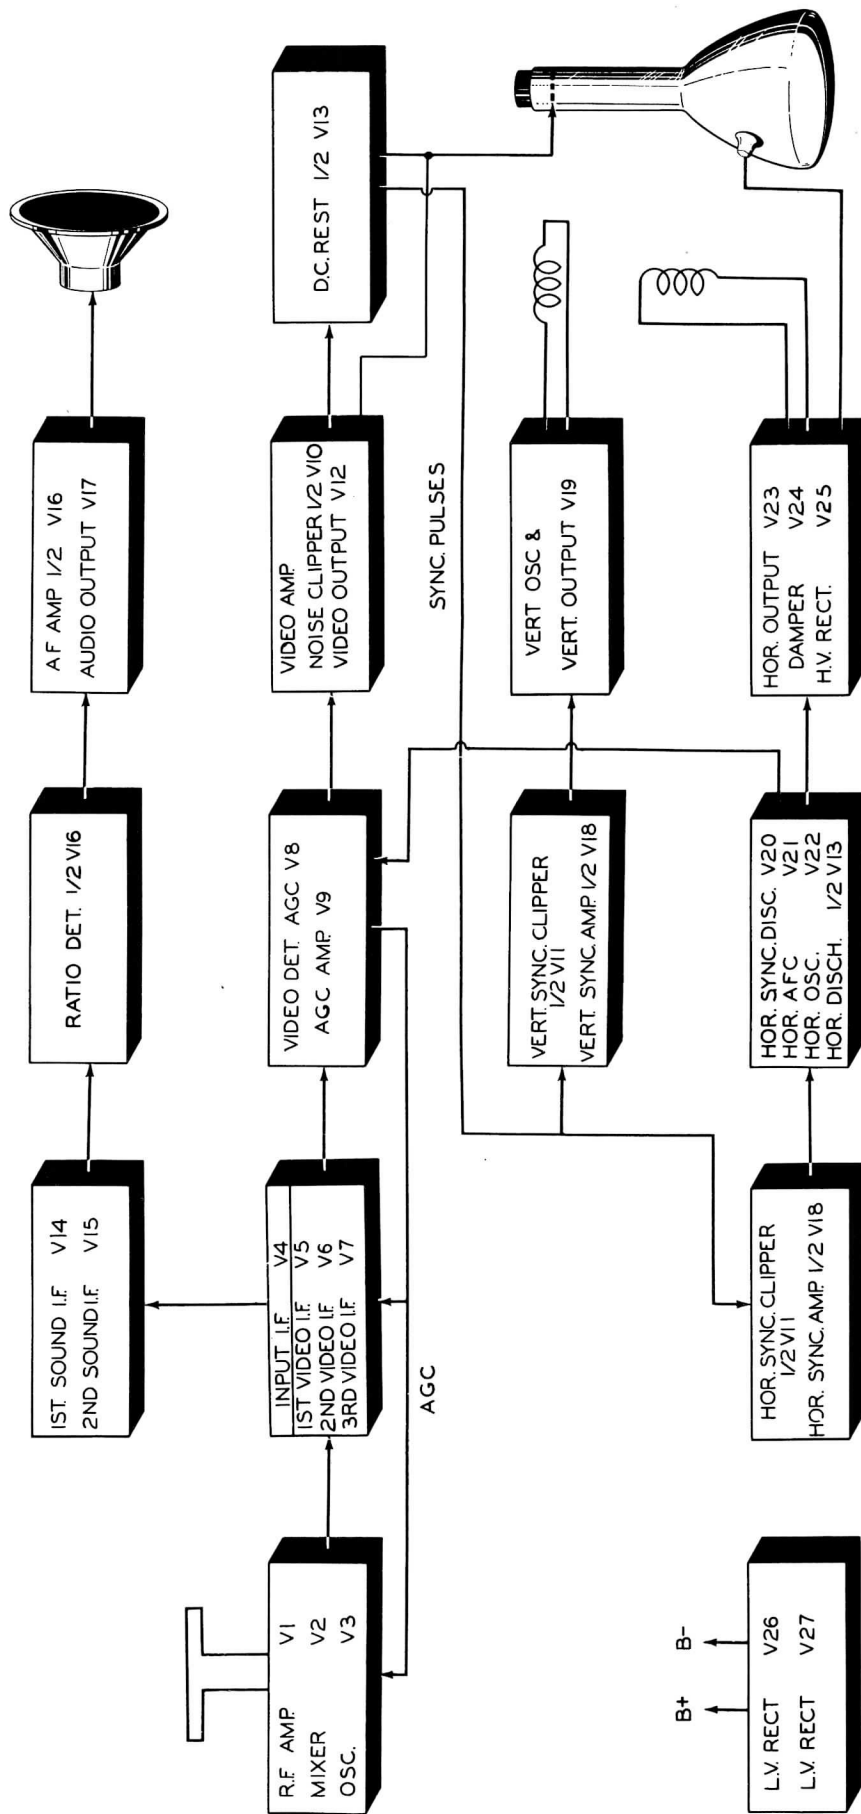 R.F. AMP. V1
MIXER V2
OSC. V3
1ST. SOUND I.F. V14
2ND SOUND I.F. V15
RATIO DET. 1/2 V16
AF AMP 1/2 V16
AUDIO OUTPUT V17
INPUT I.F. V4
1ST VIDEO I.F. V5
2ND VIDEO I.F. V6
3RD VIDEO I.F. V7
VIDEO DET. AGC V8
AGC AMP. V9
VIDEO AMP.
NOISE CLIPPER 1/2 V10
VIDEO OUTPUT V12
D.C. REST 1/2 V13
AGC
SYNC. PULSES
VERT. SYNC. CLIPPER
1/2 V11
VERT. SYNC. AMP. 1/2 V18
VERT OSC &
VERT. OUTPUT V19
B+ B-
L.V. RECT V26
L.V. RECT V27
HOR. SYNC. CLIPPER
1/2 V11
HOR. SYNC. AMP. 1/2 V18
HOR. SYNC. DISC. V20
HOR. AFC V21
HOR. OSC. V22
HOR. DISCH. 1/2 V13
HOR. OUTPUT V23
DAMPER V24
H.V. RECT. V25